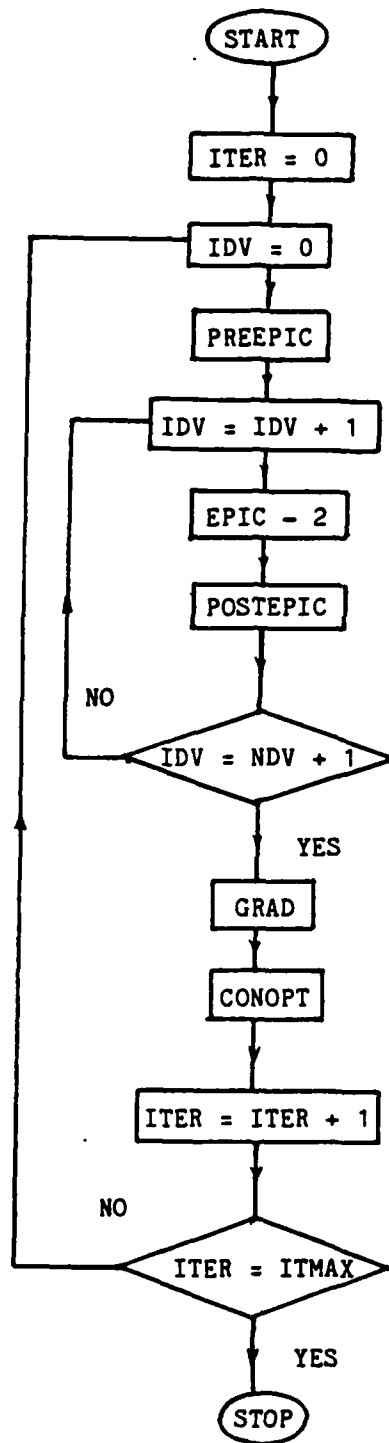 START
ITER = 0
IDV = 0
PREEPIC
IDV = IDV + 1
EPIC - 2
POSTEPIC
NO
IDV = NDV + 1
YES
GRAD
CONOPT
ITER = ITER + 1
NO
ITER = ITMAX
YES
STOP